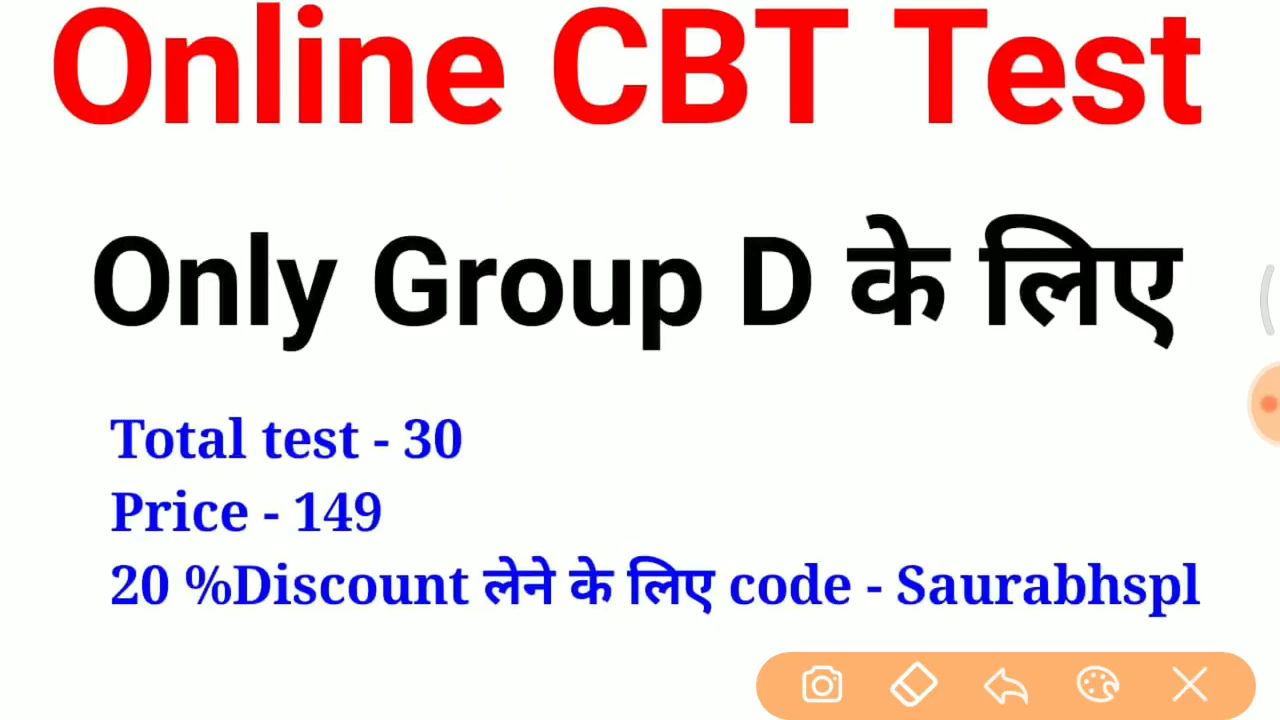 Online CBT Test
Only Group D के लिए
Total test - 30
Price - 149
20 %Discount लेने के लिए code - Saurabhspl